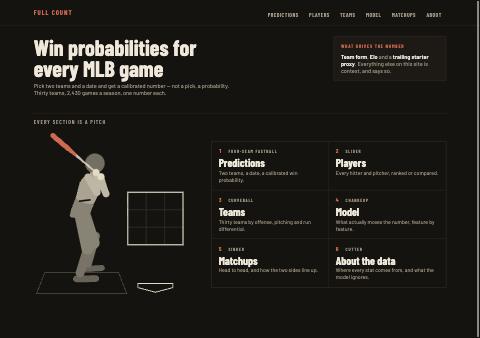 FULL COUNT
PREDICTIONS PLAYERS TEAMS MODEL MATCHUPS ABOUT
Win probabilities for
every MLB game
Pick two teams and a date and get a calibrated number — not a pick, a probability.
Thirty teams, 2,430 games a season, one number each.
WHAT DRIVES THE NUMBER
Team form, Elo and a trailing starter
proxy. Everything else on this site is
context, and says so.
EVERY SECTION IS A PITCH
1 FOUR-SEAM FASTBALL
Predictions
Two teams, a date, a calibrated win
probability.
2 SLIDER
Players
Every hitter and pitcher, ranked or compared.
3 CURVEBALL
Teams
Thirty teams by offense, pitching and run
differential.
4 CHANGEUP
Model
What actually moves the number, feature by
feature.
5 SINKER
Matchups
Head to head, and how the two sides line up.
6 CUTTER
About the data
Where every stat comes from, and what the
model ignores.